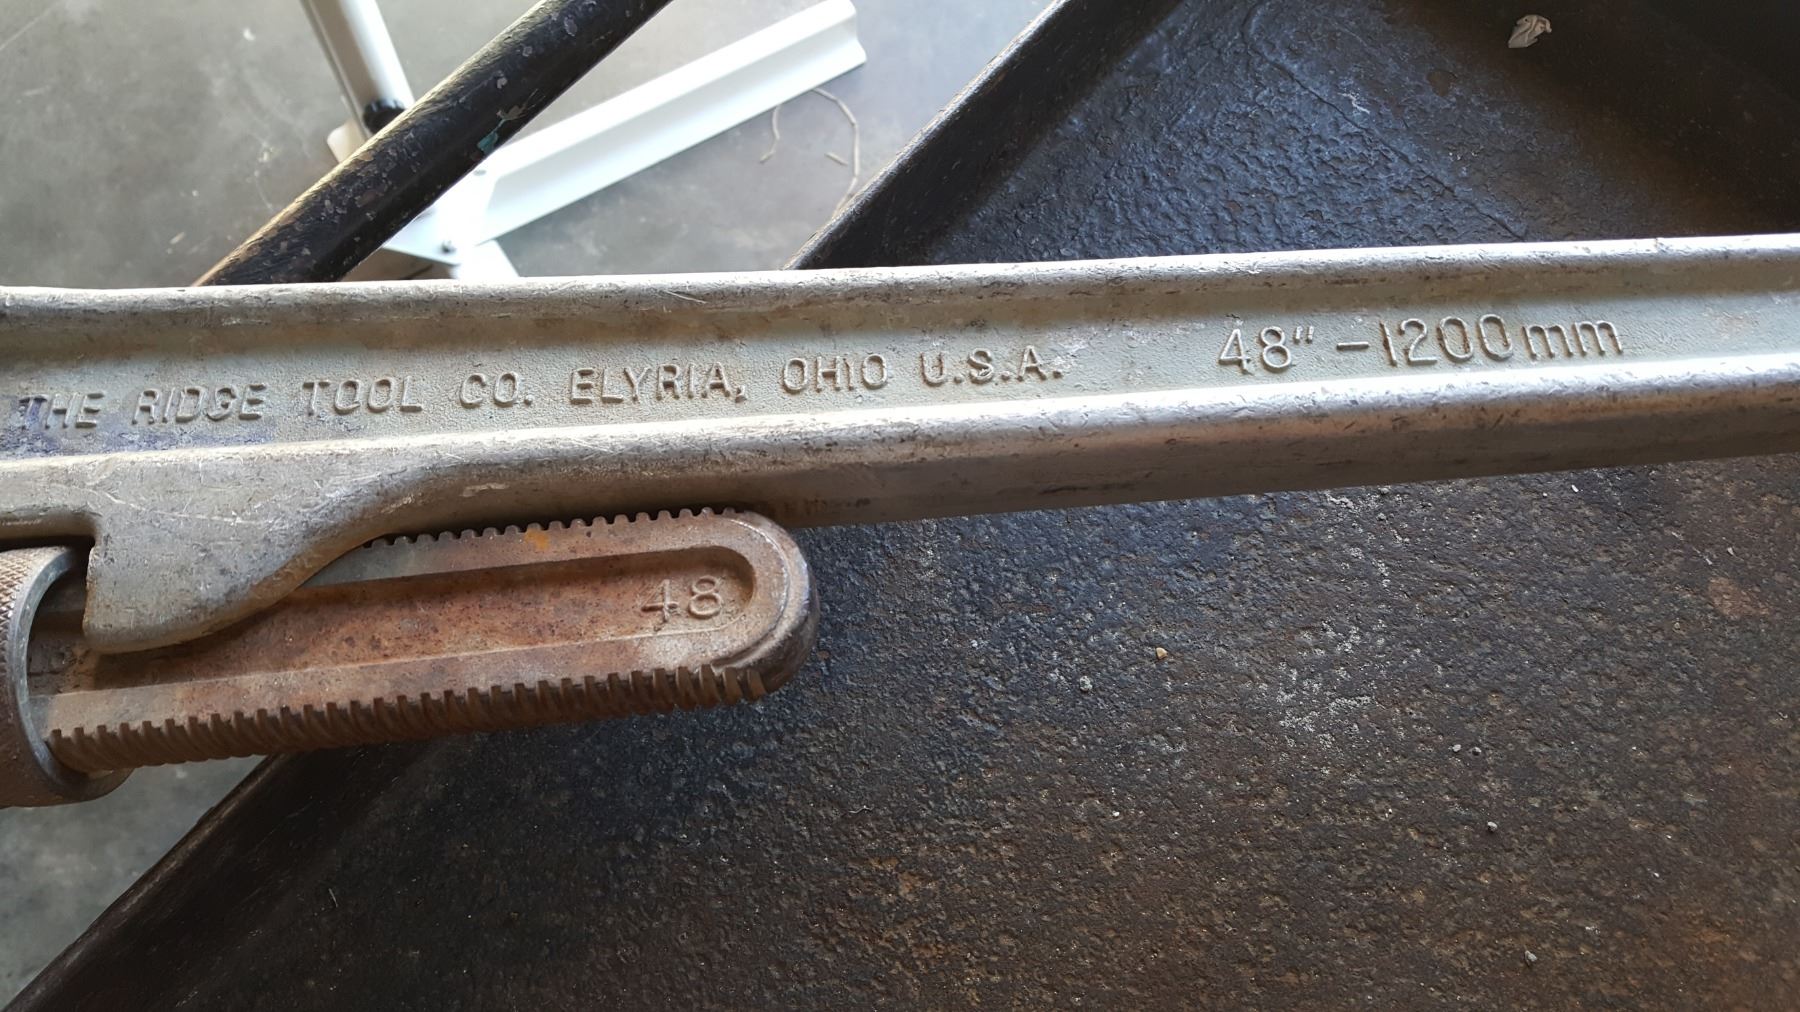 THE RIDGE TOOL CO. ELYRIA, OHIO U.S.A. 48" - 1200mm
48